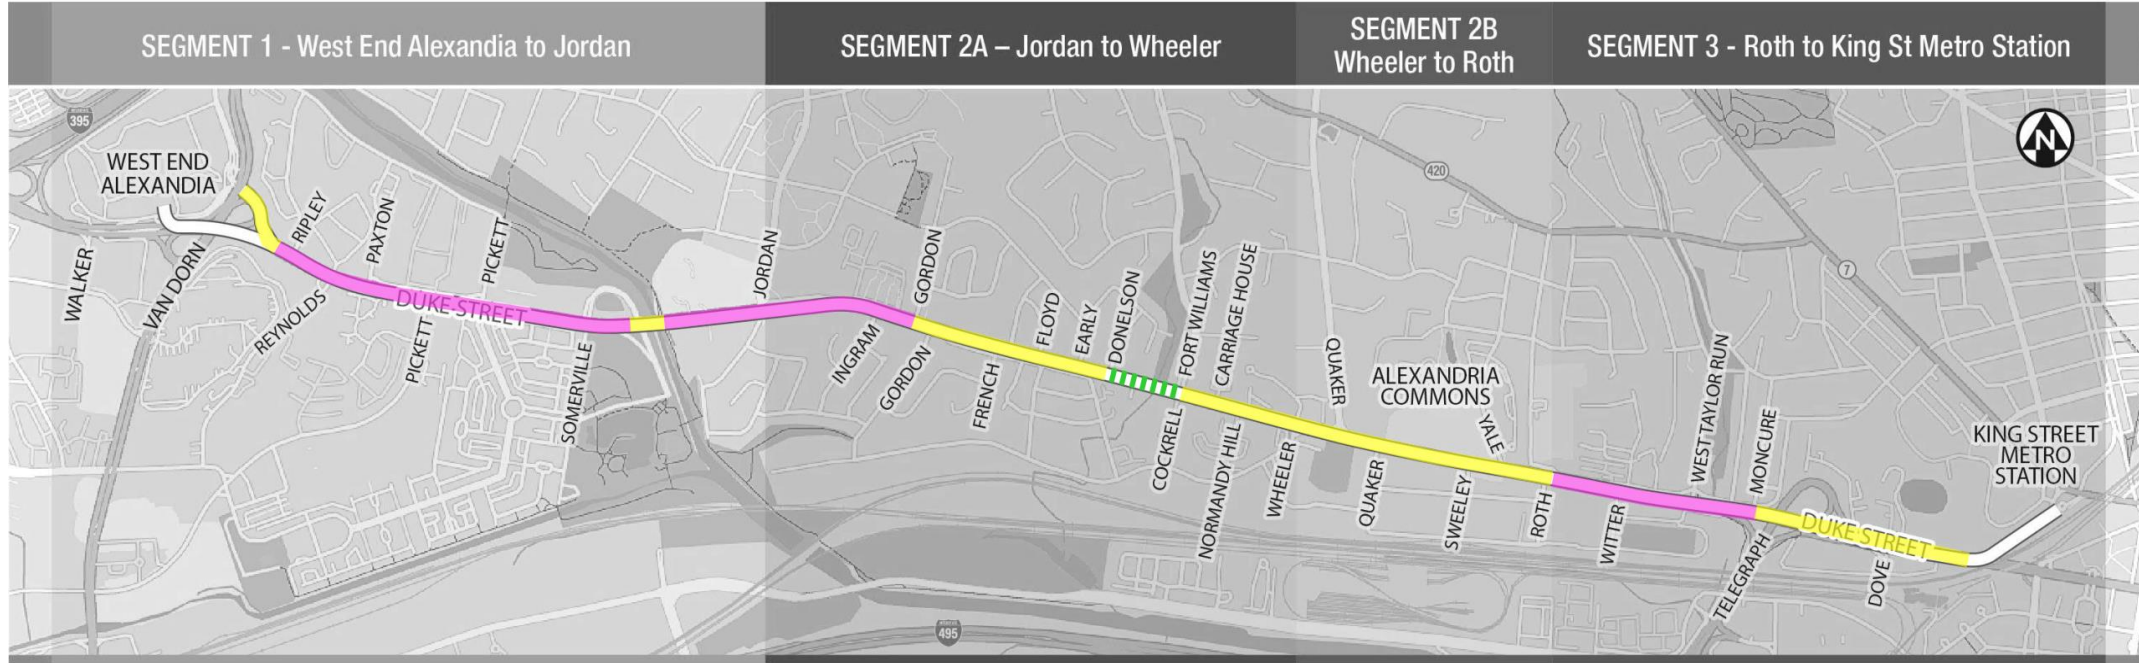 SEGMENT 1 - West End Alexandia to Jordan
SEGMENT 2A – Jordan to Wheeler
SEGMENT 2B
Wheeler to Roth
SEGMENT 3 - Roth to King St Metro Station
395
WEST END
ALEXANDIA
N
420
7
WALKER
VAN DORN
RIPLEY
REYNOLDS
PAXTON
DUKE STREET
PICKETT
PICKETT
SOMERVILLE
JORDAN
INGRAM
GORDON
GORDON
FRENCH
FLOYD
EARLY
DONELSON
COCKRELL
FORT WILLIAMS
NORMANDY HILL
CARRIAGE HOUSE
WHEELER
QUAKER
QUAKER
ALEXANDRIA
COMMONS
SWEELEY
YALE
ROTH
WITTER
WEST TAYLOR RUN
TELEGRAPH
MONCURE
DUKE STREET
DOVE
KING STREET
METRO
STATION
495